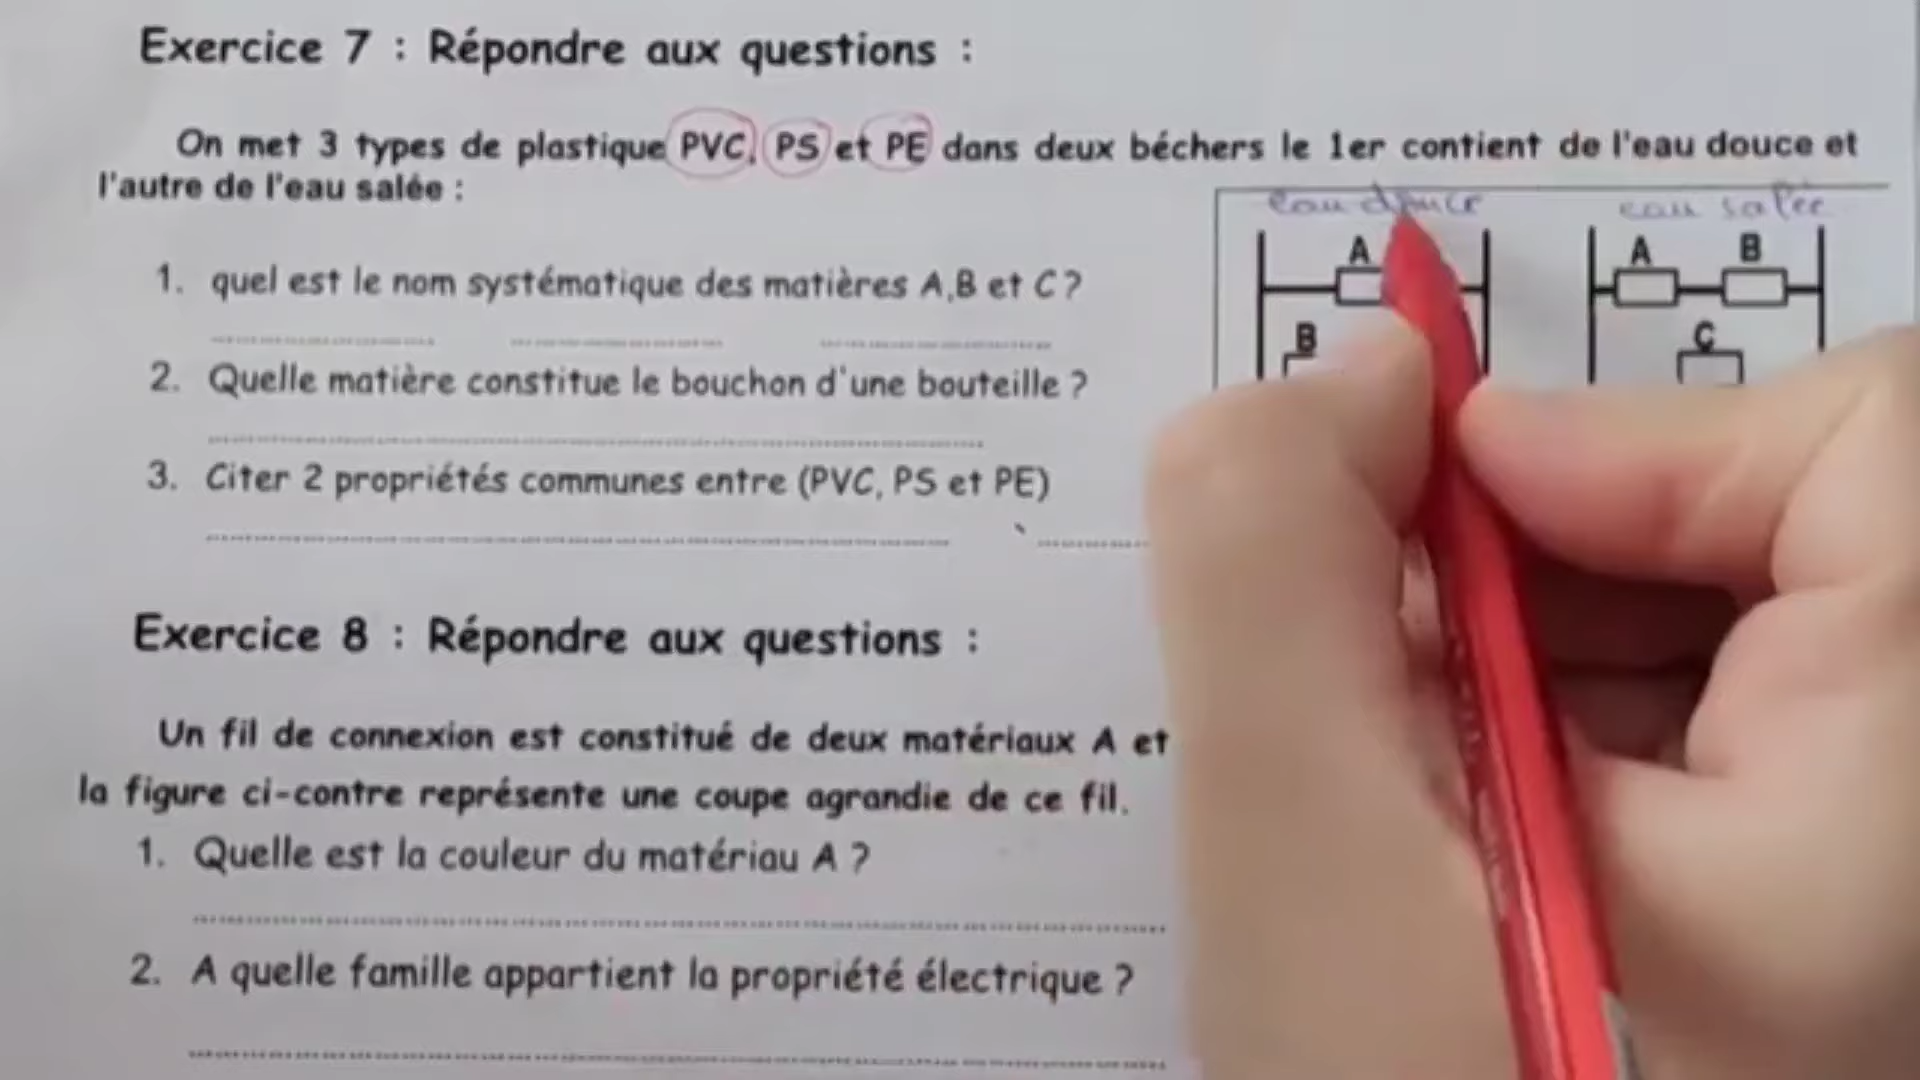 Exercice 7 : Répondre aux questions :
On met 3 types de plastique PVC, PS et PE dans deux béchers le 1er contient de l'eau douce et
l'autre de l'eau salée :
eau douce eau salée
A A B
B C
1. quel est le nom systématique des matières A,B et C ?
2. Quelle matière constitue le bouchon d'une bouteille ?
3. Citer 2 propriétés communes entre (PVC, PS et PE)
Exercice 8 : Répondre aux questions :
Un fil de connexion est constitué de deux matériaux A et
la figure ci-contre représente une coupe agrandie de ce fil.
1. Quelle est la couleur du matériau A ?
2. A quelle famille appartient la propriété électrique ?